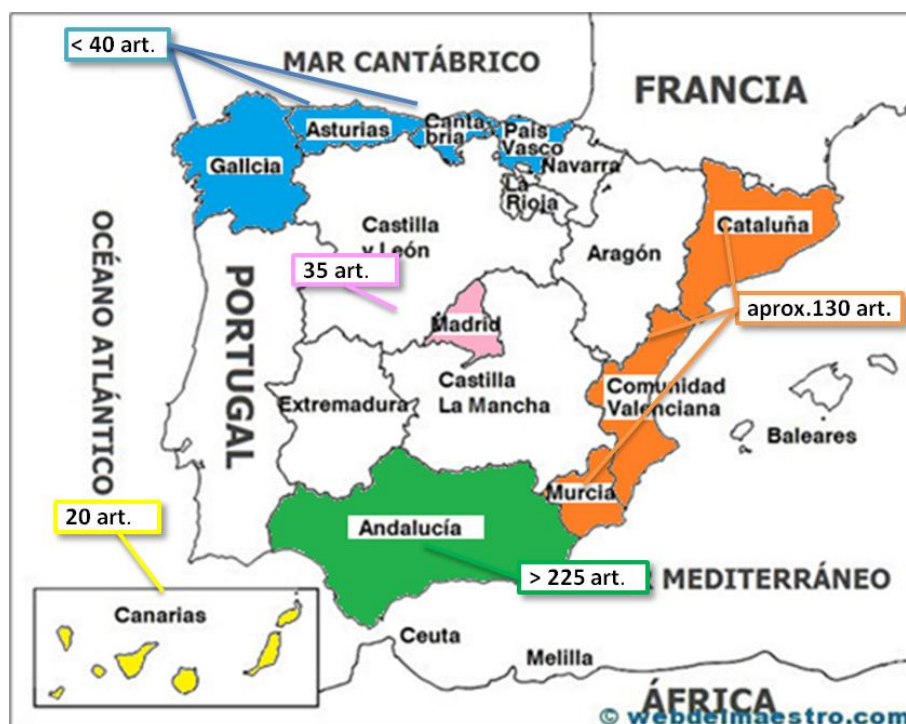 < 40 art.
MAR CANTÁBRICO
FRANCIA
Asturias
Canta
bria
País
Vasco
Galicia
Navarra
La
Rioja
Cataluña
OCÉANO ATLÁNTICO
Castilla
y León
Aragón
35 art.
PORTUGAL
Madrid
aprox.130 art.
Castilla
La Mancha
Extremadura
Comunidad
Valenciana
Baleares
Murcia
20 art.
Andalucía
> 225 art.
R MEDITERRÁNEO
Canarias
Ceuta
Melilla
ÁFRICA
© webdelmaestro.com